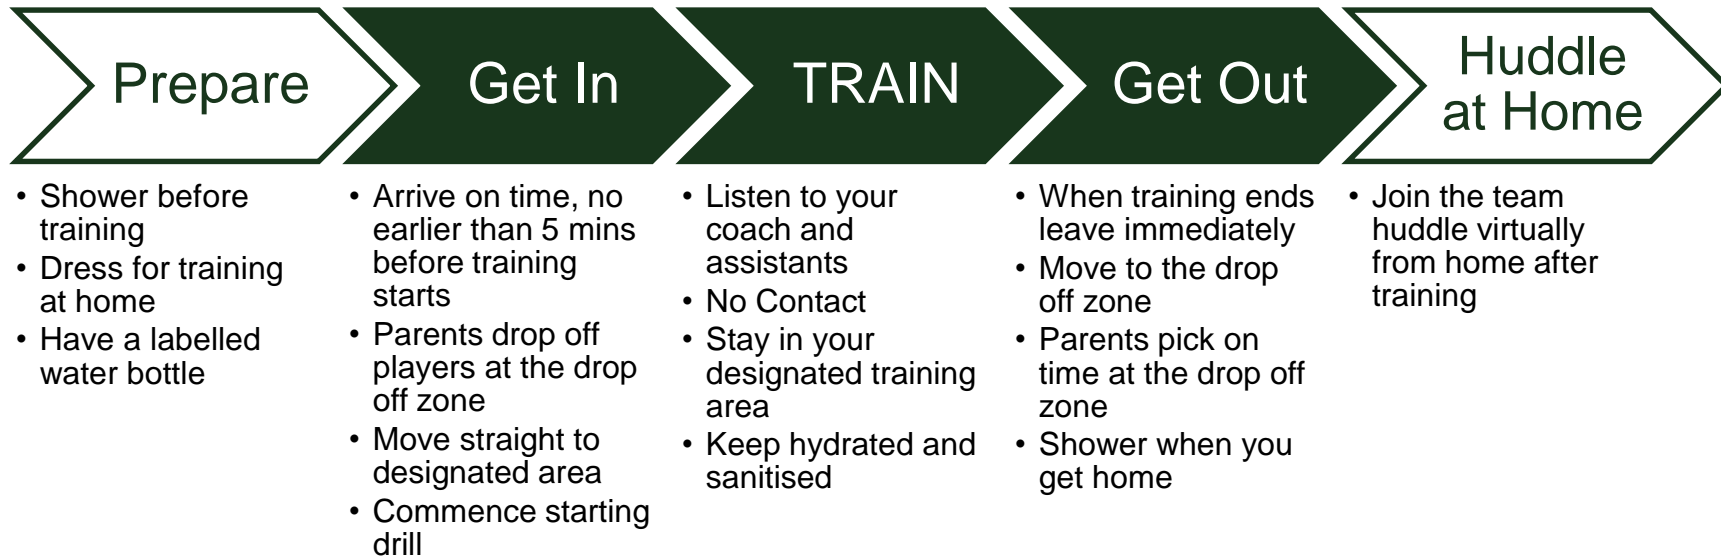 Prepare
• Shower before
training
• Dress for training
at home
• Have a labelled
water bottle
Get In
• Arrive on time, no
earlier than 5 mins
before training
starts
• Parents drop off
players at the drop
off zone
• Move straight to
designated area
• Commence starting
drill
TRAIN
• Listen to your
coach and
assistants
• No Contact
• Stay in your
designated training
area
• Keep hydrated and
sanitised
Get Out
• When training ends
leave immediately
• Move to the drop
off zone
• Parents pick on
time at the drop off
zone
• Shower when you
get home
Huddle
at Home
• Join the team
huddle virtually
from home after
training